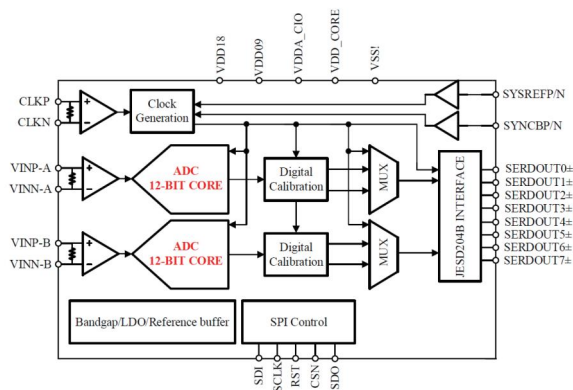 VDD18
VDD09
VDDA_CIO
VDD_CORE
VSS!
CLKP
CLKN
Clock
Generation
SYSREFP/N
SYNCBP/N
VINP-A
VINN-A
ADC
12-BIT CORE
Digital
Calibration
MUX
VINP-B
VINN-B
ADC
12-BIT CORE
Digital
Calibration
MUX
JESD204B INTERFACE
SERDOUT0±
SERDOUT1±
SERDOUT2±
SERDOUT3±
SERDOUT4±
SERDOUT5±
SERDOUT6±
SERDOUT7±
Bandgap/LDO/Reference buffer
SPI Control
SDI
SCLK
RST
CSN
SDO